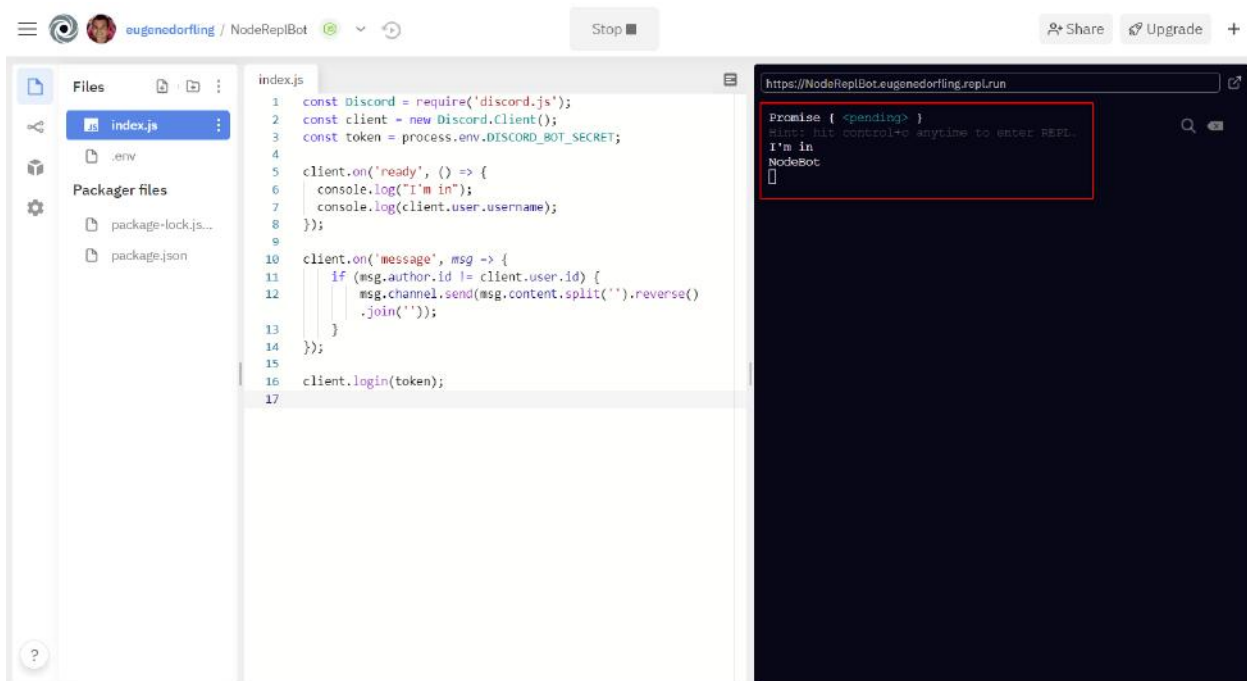 eugenedorfling / NodeReplBot
Stop
Share
Upgrade
Files
index.js
.env
Packager files
package-lock.js...
package.json
index.js
1 const Discord = require('discord.js');
2 const client = new Discord.Client();
3 const token = process.env.DISCORD_BOT_SECRET;
4
5 client.on('ready', () => {
6 console.log("I'm in");
7 console.log(client.user.username);
8 });
9
10 client.on('message', msg => {
11 if (msg.author.id != client.user.id) {
12 msg.channel.send(msg.content.split('').reverse()
.join(''));
13 }
14 });
15
16 client.login(token);
17
https://NodeReplBot.eugenedorfling.repl.run
Promise { <pending> }
Hint: hit control+c anytime to enter REPL.
I'm in
NodeBot
?